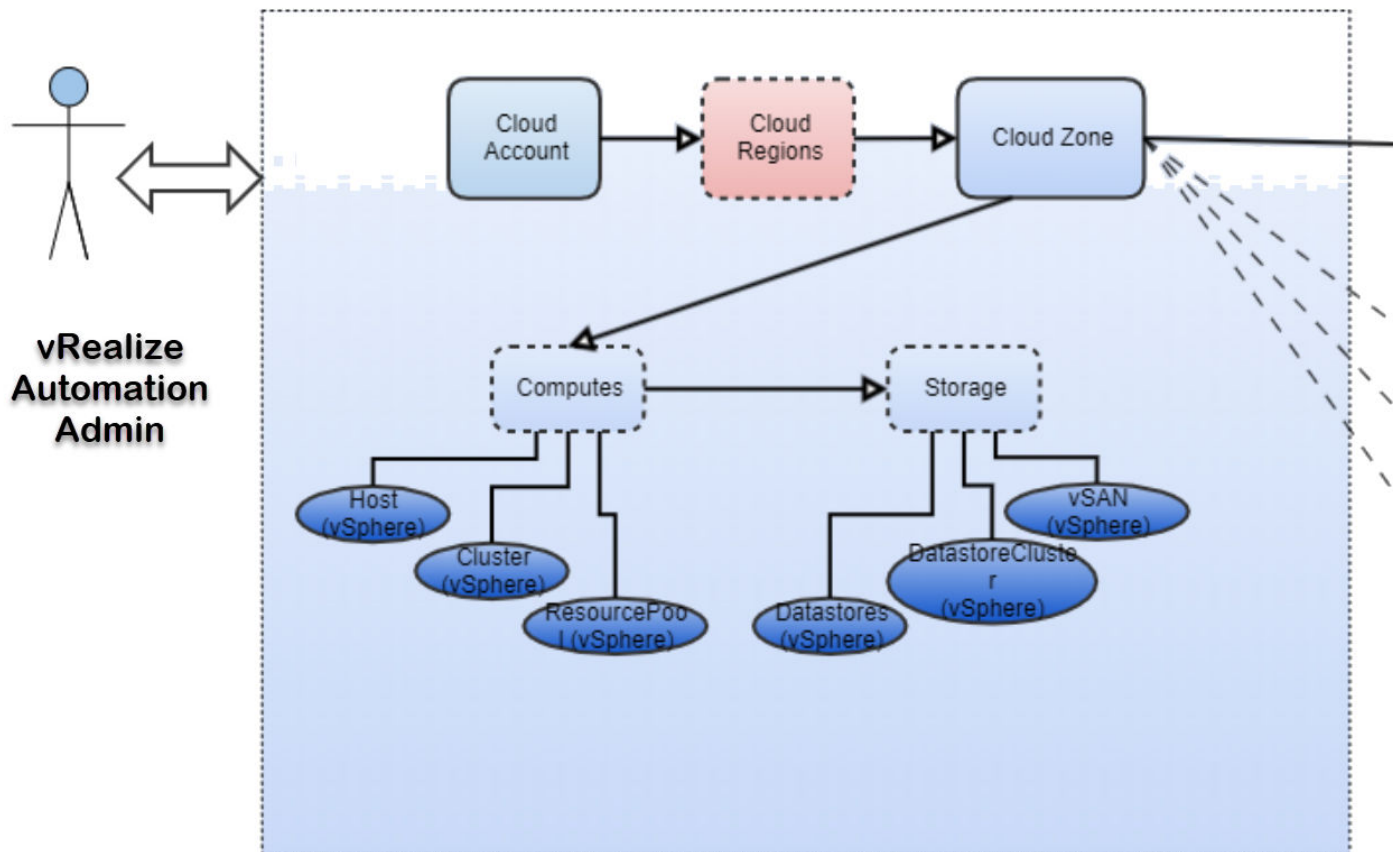 Cloud
Account
Cloud
Regions
Cloud Zone
vRealize
Automation
Admin
Computes
Storage
Host
(vSphere)
Cluster
(vSphere)
ResourcePoo
l (vSphere)
Datastores
(vSphere)
DatastoreCluste
r
(vSphere)
vSAN
(vSphere)